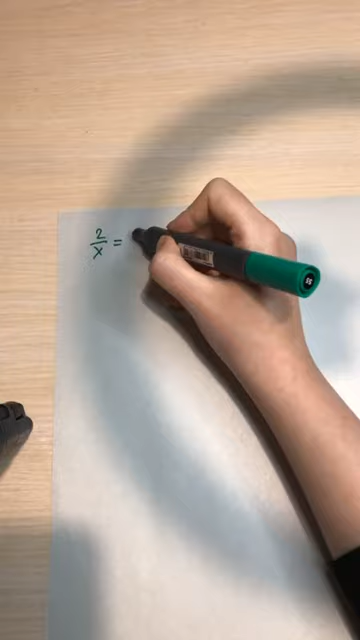 2/x =